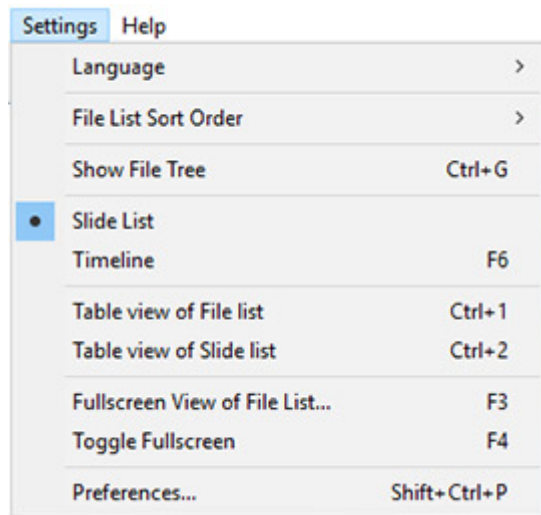 Settings Help
Language >
File List Sort Order >
Show File Tree Ctrl+G
Slide List
Timeline F6
Table view of File list Ctrl+1
Table view of Slide list Ctrl+2
Fullscreen View of File List... F3
Toggle Fullscreen F4
Preferences... Shift+Ctrl+P